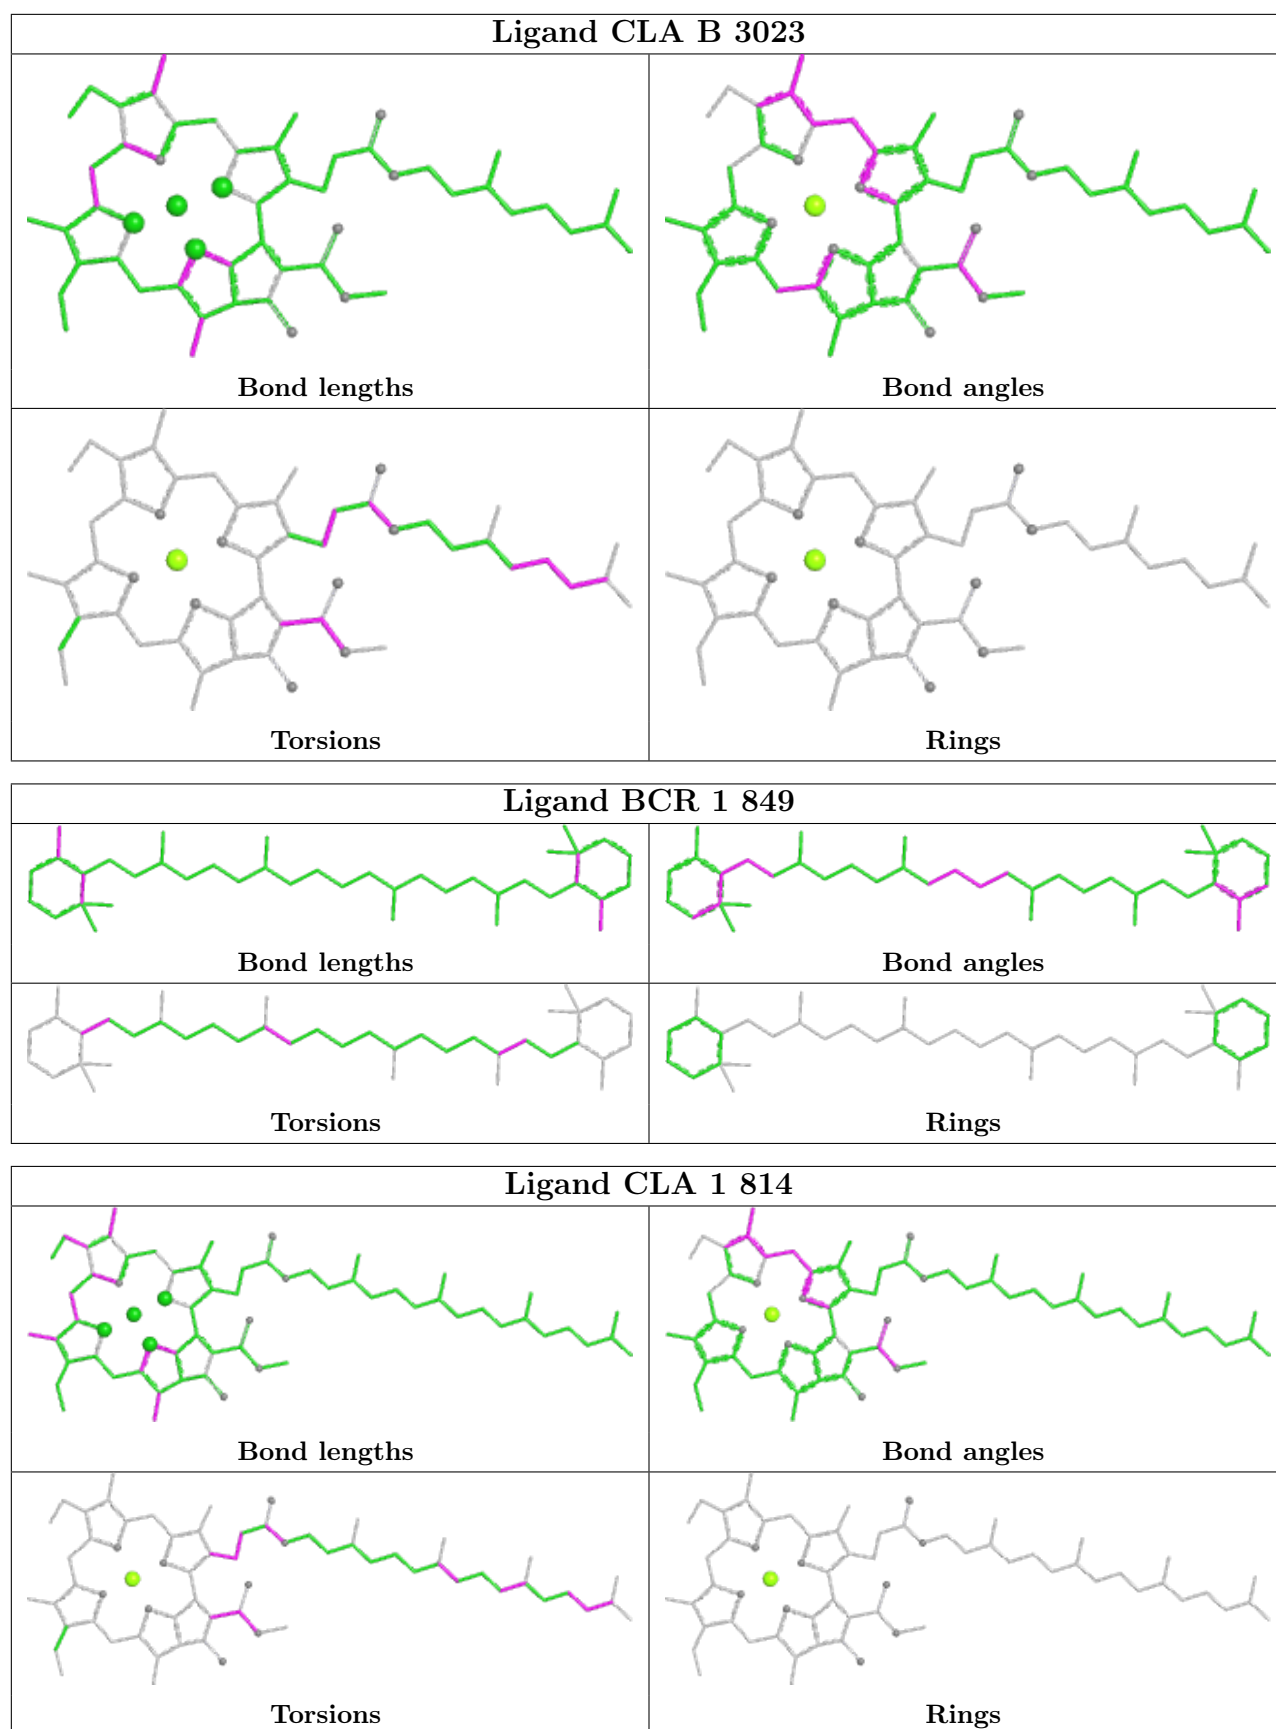 Ligand CLA B 3023
Bond lengths
Bond angles
Torsions
Rings
Ligand BCR 1 849
Bond lengths
Bond angles
Torsions
Rings
Ligand CLA 1 814
Bond lengths
Bond angles
Torsions
Rings